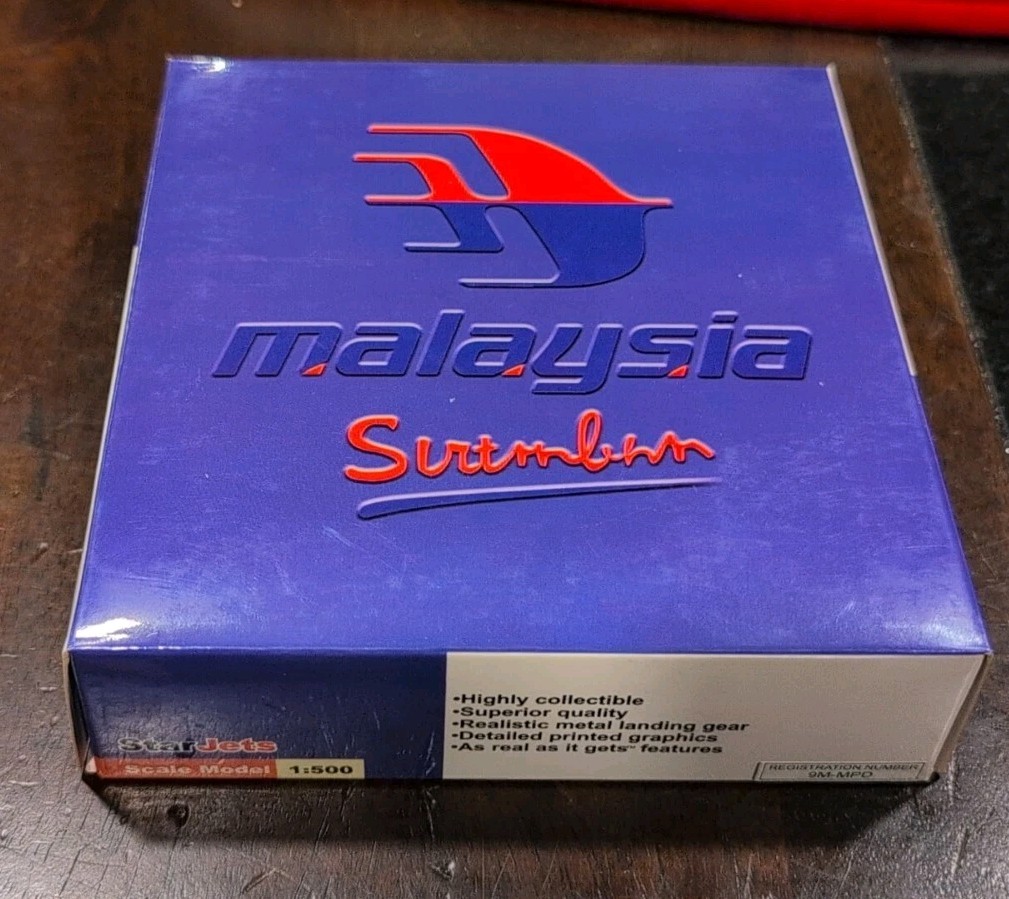 malaysia
StarJets
Scale Model 1:500
•Highly collectible
•Superior quality
•Realistic metal landing gear
•Detailed printed graphics
•As real as it gets™ features
REGISTRATION NUMBER
9M-MPO